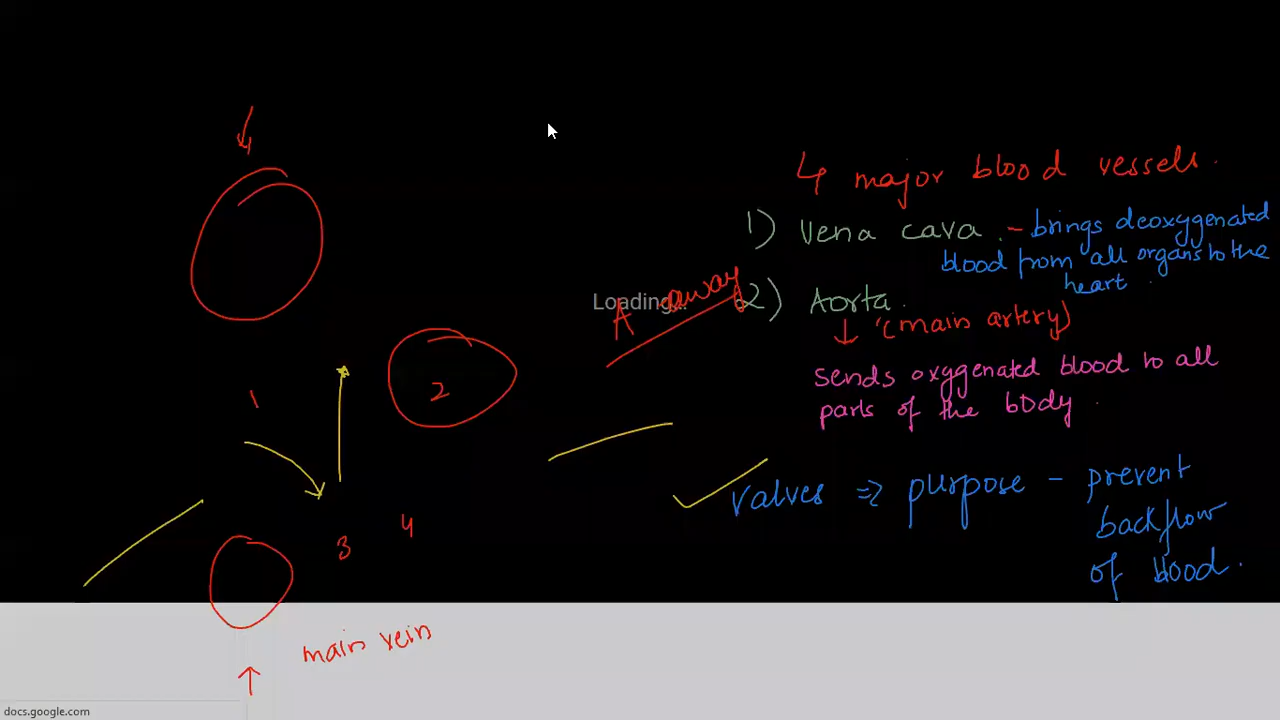 4 major blood vessels.
1) Vena cava. - brings deoxygenated
blood from all organs to the
heart.
Loading...
A away
2) Aorta.
↓ (main artery)
sends oxygenated blood to all
parts of the body.
1
2
3
4
valves => purpose - prevent
backflow
of blood.
main vein
docs.google.com